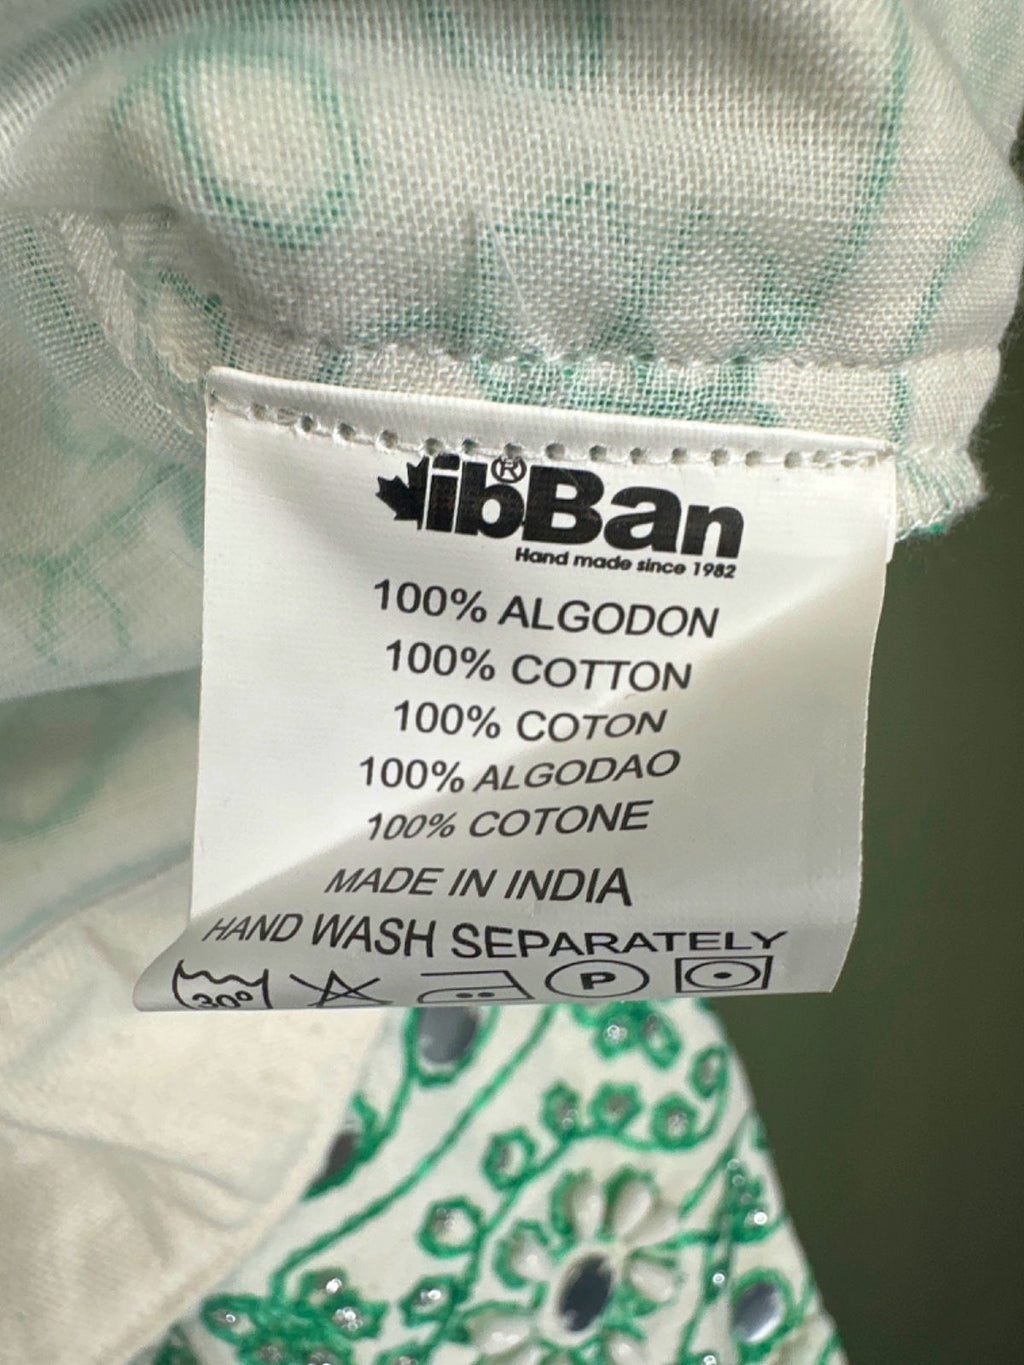 ibBan®
Hand made since 1982
100% ALGODON
100% COTTON
100% COTON
100% ALGODAO
100% COTONE
MADE IN INDIA
HAND WASH SEPARATELY
30° P